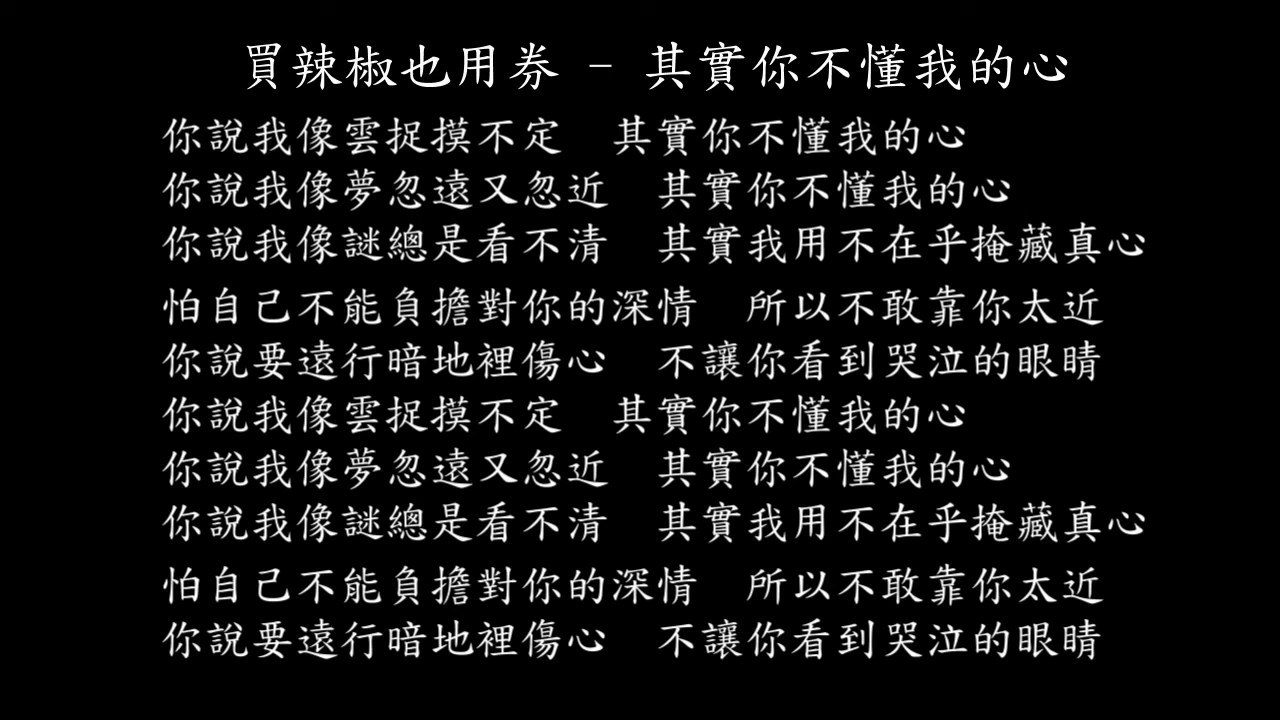 買辣椒也用券 - 其實你不懂我的心
你說我像雲捉摸不定　其實你不懂我的心
你說我像夢忽遠又忽近　其實你不懂我的心
你說我像謎總是看不清　其實我用不在乎掩藏真心
怕自己不能負擔對你的深情　所以不敢靠你太近
你說要遠行暗地裡傷心　不讓你看到哭泣的眼睛
你說我像雲捉摸不定　其實你不懂我的心
你說我像夢忽遠又忽近　其實你不懂我的心
你說我像謎總是看不清　其實我用不在乎掩藏真心
怕自己不能負擔對你的深情　所以不敢靠你太近
你說要遠行暗地裡傷心　不讓你看到哭泣的眼睛